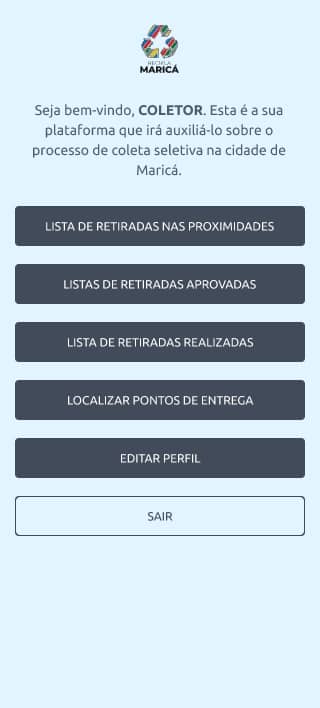 RECICLA
MARICÁ
Seja bem-vindo, COLETOR. Esta é a sua
plataforma que irá auxiliá-lo sobre o
processo de coleta seletiva na cidade de
Maricá.
LISTA DE RETIRADAS NAS PROXIMIDADES
LISTAS DE RETIRADAS APROVADAS
LISTA DE RETIRADAS REALIZADAS
LOCALIZAR PONTOS DE ENTREGA
EDITAR PERFIL
SAIR